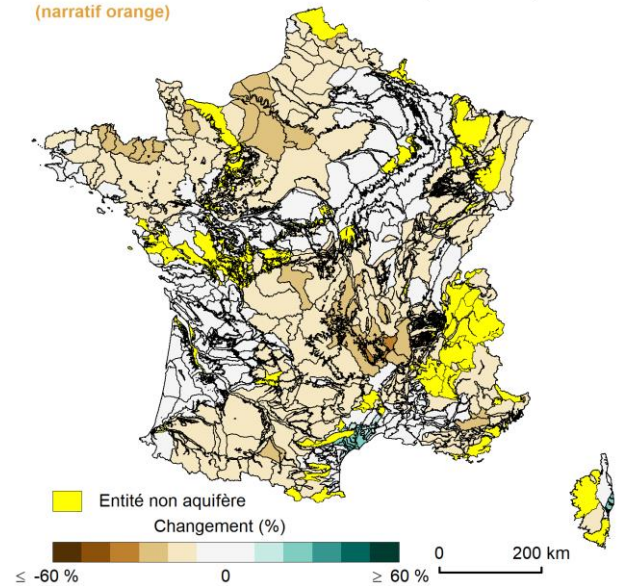 (narratif orange)
Entité non aquifère
Changement (%)
≤ -60 % 0 ≥ 60 %
0 200 km